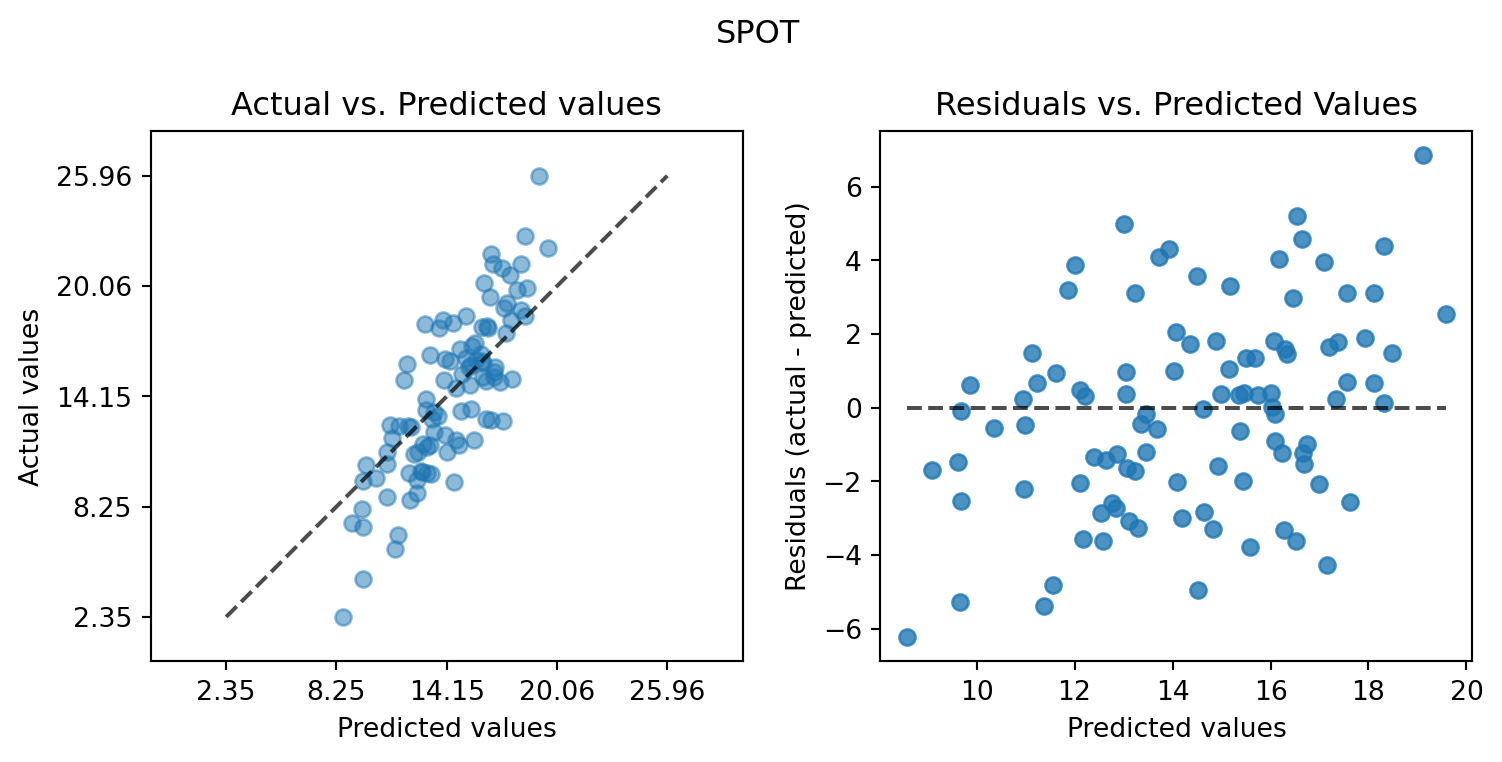 SPOT
Actual vs. Predicted values
Actual values
25.96
20.06
14.15
8.25
2.35
2.35 8.25 14.15 20.06 25.96
Predicted values
Residuals vs. Predicted Values
Residuals (actual - predicted)
6
4
2
0
−2
−4
−6
10 12 14 16 18 20
Predicted values